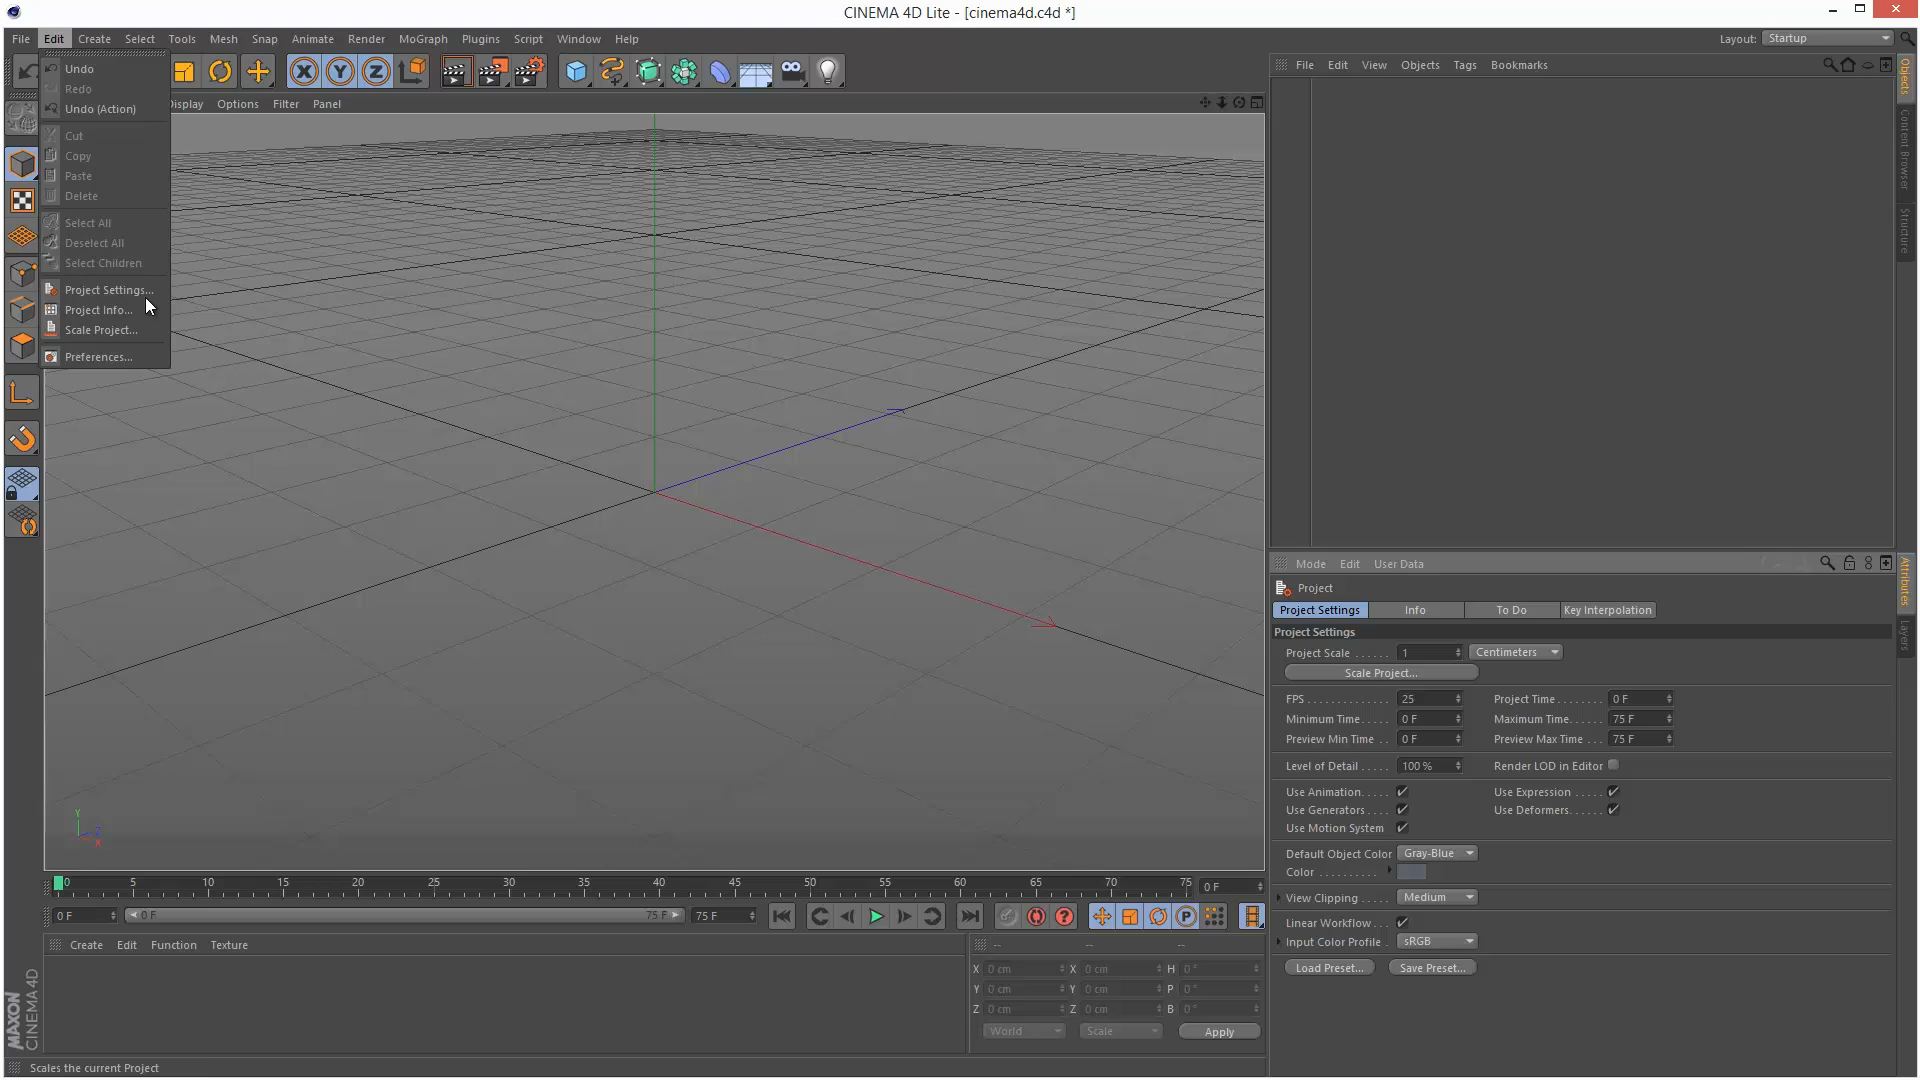 CINEMA 4D Lite - [cinema4d.c4d *]
File Edit Create Select Tools Mesh Snap Animate Render MoGraph Plugins Script Window Help
Layout: Startup
Undo
Redo
Undo (Action)
Cut
Copy
Paste
Delete
Select All
Deselect All
Select Children
Project Settings...
Project Info...
Scale Project...
Preferences...
X Y Z
Display Options Filter Panel
Y
Z
X
File Edit View Objects Tags Bookmarks
Objects
Content Browser
Structure
Mode Edit User Data
Attributes
Layers
Project
Project Settings Info To Do Key Interpolation
Project Settings
Project Scale ...... 1 Centimeters
Scale Project...
FPS .............. 25 Project Time ........ 0 F
Minimum Time..... 0 F Maximum Time..... 75 F
Preview Min Time .. 0 F Preview Max Time ... 75 F
Level of Detail ..... 100 % Render LOD in Editor
Use Animation..... Use Expression .....
Use Generators .... Use Deformers......
Use Motion System
Default Object Color Gray-Blue
Color ..........
View Clipping ..... Medium
Linear Workflow ...
Input Color Profile . sRGB
Load Preset... Save Preset...
0 5 10 15 20 25 30 35 40 45 50 55 60 65 70 75 0 F
0 F 0 F 75 F 75 F P
Create Edit Function Texture
-- -- --
X 0 cm X 0 cm H 0 °
Y 0 cm Y 0 cm P 0 °
Z 0 cm Z 0 cm B 0 °
World Scale Apply
MAXON
CINEMA 4D
Scales the current Project